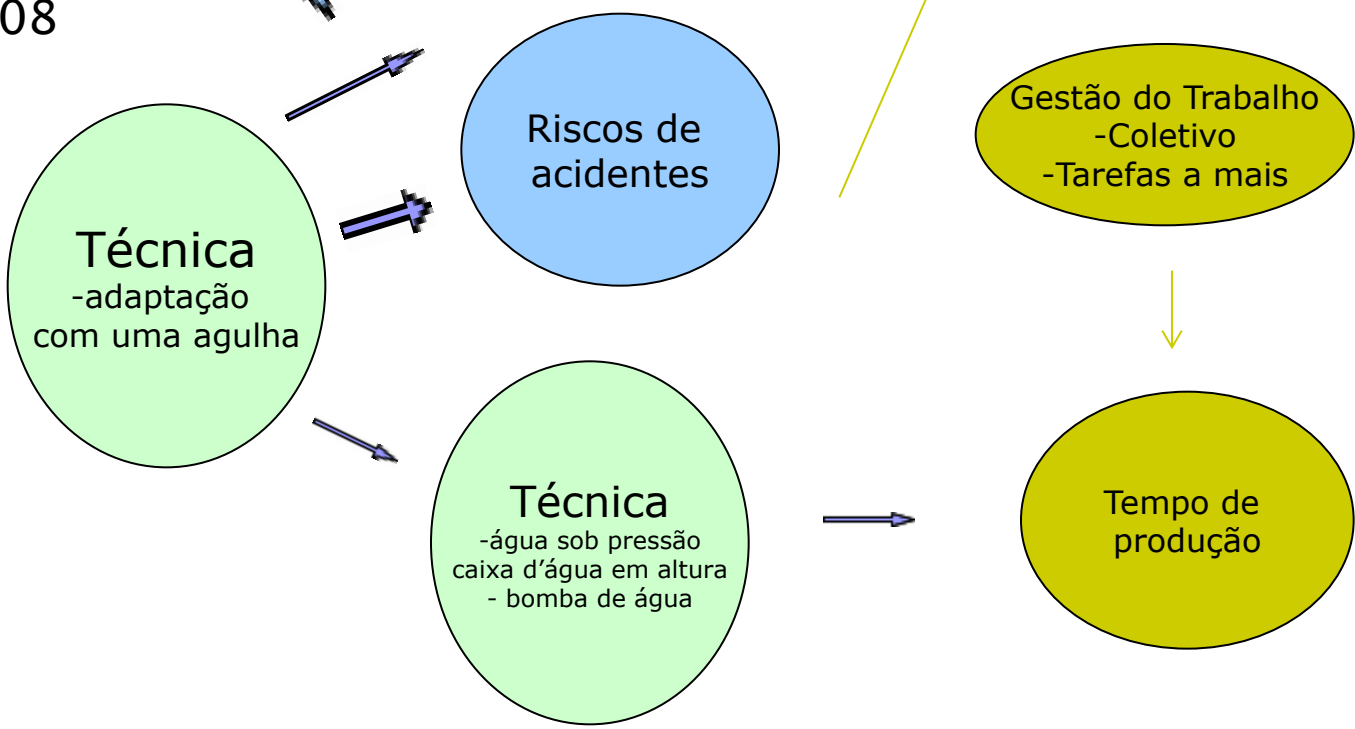 08
Gestão do Trabalho
-Coletivo
-Tarefas a mais
Riscos de
acidentes
Técnica
-adaptação
com uma agulha
Técnica
-água sob pressão
caixa d’água em altura
- bomba de água
Tempo de
produção